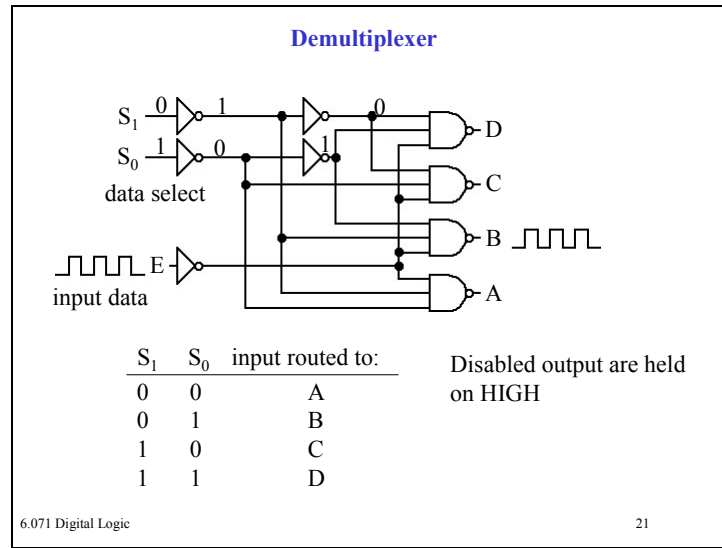 Demultiplexer
S1 0 1 0 D
S0 1 0 1
C
data select
B
E
input data
A
S1 S0 input routed to:
0 0 A
0 1 B
1 0 C
1 1 D
Disabled output are held
on HIGH
6.071 Digital Logic
21